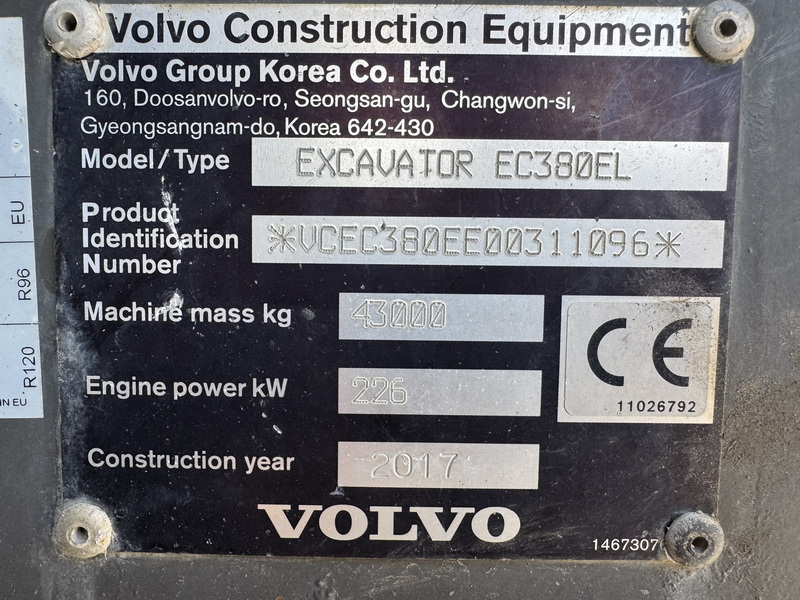 Volvo Construction Equipment
Volvo Group Korea Co. Ltd.
160, Doosanvolvo-ro, Seongsan-gu, Changwon-si,
Gyeongsangnam-do, Korea 642-430
Model/Type EXCAVATOR EC380EL
Product
Identification
Number
*VCEC380EE00311096*
Machine mass kg 43000
Engine power kW 226
Construction year 2017
CE
11026792
VOLVO
1467307
EU
R96
R120
IN EU